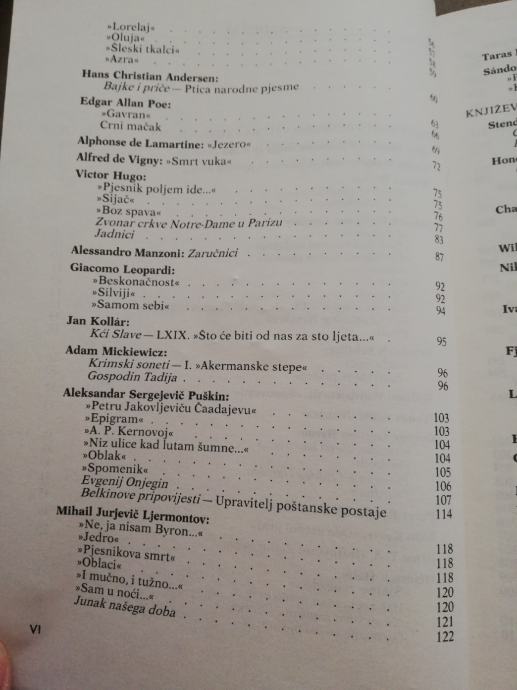 »Lorelaj«
»Oluja«
»Šleski tkalci«
»Azra«
Hans Christian Andersen:
Bajke i priče — Ptica narodne pjesme
Edgar Allan Poe:
»Gavran« 63
Crni mačak 66
Alphonse de Lamartine: »Jezero« 69
Alfred de Vigny: »Smrt vuka« 72
Victor Hugo:
»Pjesnik poljem ide...« 75
»Sijač« 75
»Boz spava« 76
Zvonar crkve Notre-Dame u Parizu 77
Jadnici 83
Alessandro Manzoni: Zaručnici 87
Giacomo Leopardi:
»Beskonačnost« 92
»Silviji« 92
»Samom sebi« 94
Jan Kollár:
Kći Slave — LXIX. »Što će biti od nas za sto ljeta...« 95
Adam Mickiewicz:
Krimski soneti — I. »Akermanske stepe« 96
Gospodin Tadija 96
Aleksandar Sergejevič Puškin:
»Petru Jakovljeviču Čaadajevu« 103
»Epigram« 103
»A. P. Kernovoj« 104
»Niz ulice kad lutam šumne...« 104
»Oblak« 105
»Spomenik« 106
Evgenij Onjegin 107
Belkinove pripovijesti — Upravitelj poštanske postaje 114
Mihail Jurjevič Ljermontov:
»Ne, ja nisam Byron...« 118
»Jedro« 118
»Pjesnikova smrt« 118
»Oblaci« 120
»I mučno, i tužno...« 120
»Sam u noći...« 121
Junak našega doba 122
VI
Taras
Sándo
KNJIŽEV
Stend
Hono
Cha
Wil
Nik
Iva